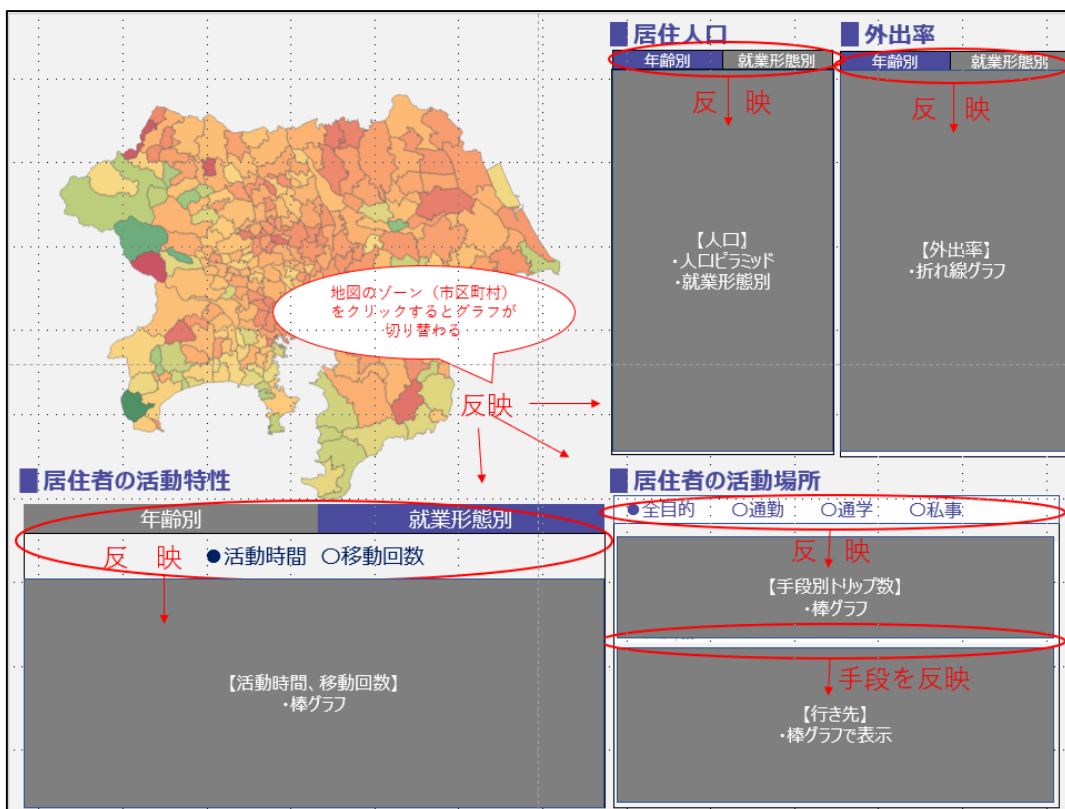 ■居住人口
年齢別 就業形態別
反映
【人口】
・人口ピラミッド
・就業形態別
■外出率
年齢別 就業形態別
反映
【外出率】
・折れ線グラフ
地図のゾーン（市区町村）
をクリックするとグラフが
切り替わる
反映
■居住者の活動特性
年齢別 就業形態別
反映 ●活動時間 ○移動回数
【活動時間、移動回数】
・棒グラフ
■居住者の活動場所
●全目的 ○通勤 ○通学 ○私事
反映
【手段別トリップ数】
・棒グラフ
手段を反映
【行き先】
・棒グラフで表示